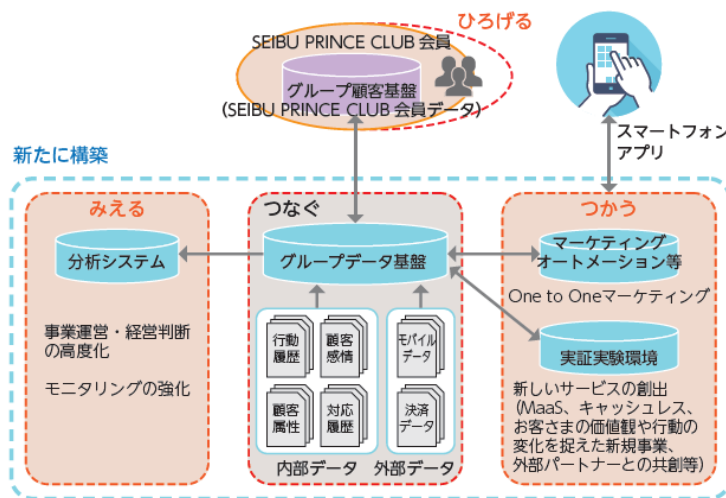 ひろげる
SEIBU PRINCE CLUB 会員
グループ顧客基盤
(SEIBU PRINCE CLUB 会員データ)
スマートフォン
アプリ
新たに構築
みえる
分析システム
事業運営・経営判断
の高度化
モニタリングの強化
つなぐ
グループデータ基盤
行動
履歴
顧客
感情
顧客
属性
対応
履歴
内部データ
モバイル
データ
決済
データ
外部データ
つかう
マーケティング
オートメーション等
One to Oneマーケティング
実証実験環境
新しいサービスの創出
(MaaS、キャッシュレス、
お客さまの価値観や行動の
変化を捉えた新規事業、
外部パートナーとの共創等)